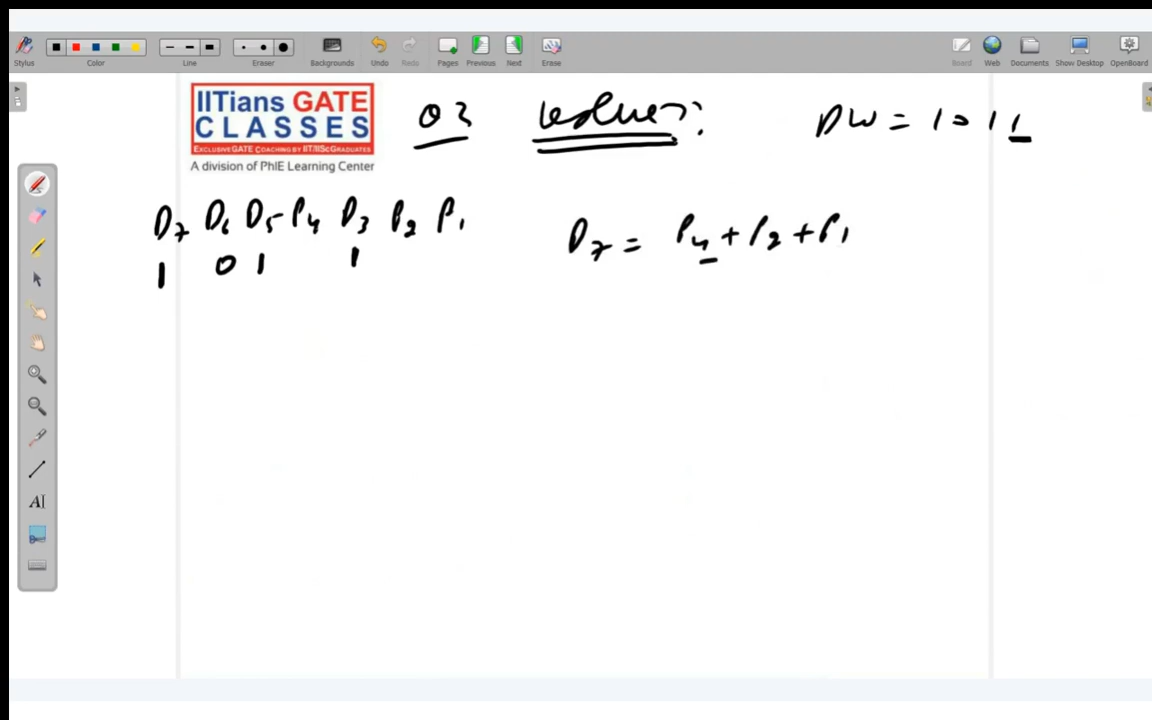 Stylus Color Line Eraser Backgrounds Undo Redo Pages Previous Next Erase Board Web Documents Show Desktop OpenBoard
IITians GATE
CLASSES
EXCLUSIVE GATE COACHING BY IIT/IISc GRADUATES
A division of PhIE Learning Center
DW = 1011
D7 D6 D5 P4 D3 P2 P1
1 0 1 1
D7 = P4 + P2 + P1
AI